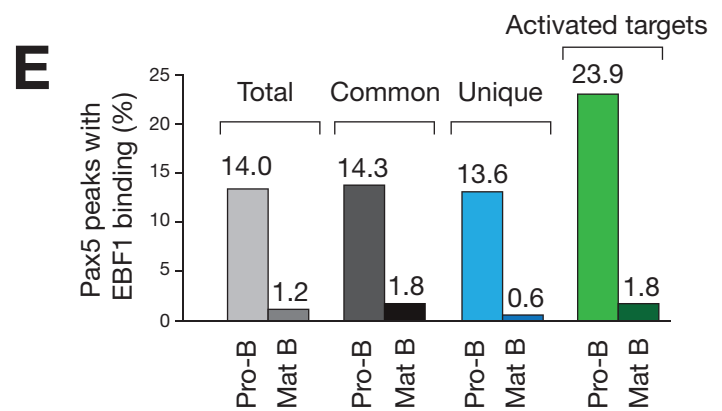 E
Activated targets
Total Common Unique
Pax5 peaks with
EBF1 binding (%)
25
20
15
10
5
0
14.0
1.2
14.3
1.8
13.6
0.6
23.9
1.8
Pro-B
Mat B
Pro-B
Mat B
Pro-B
Mat B
Pro-B
Mat B